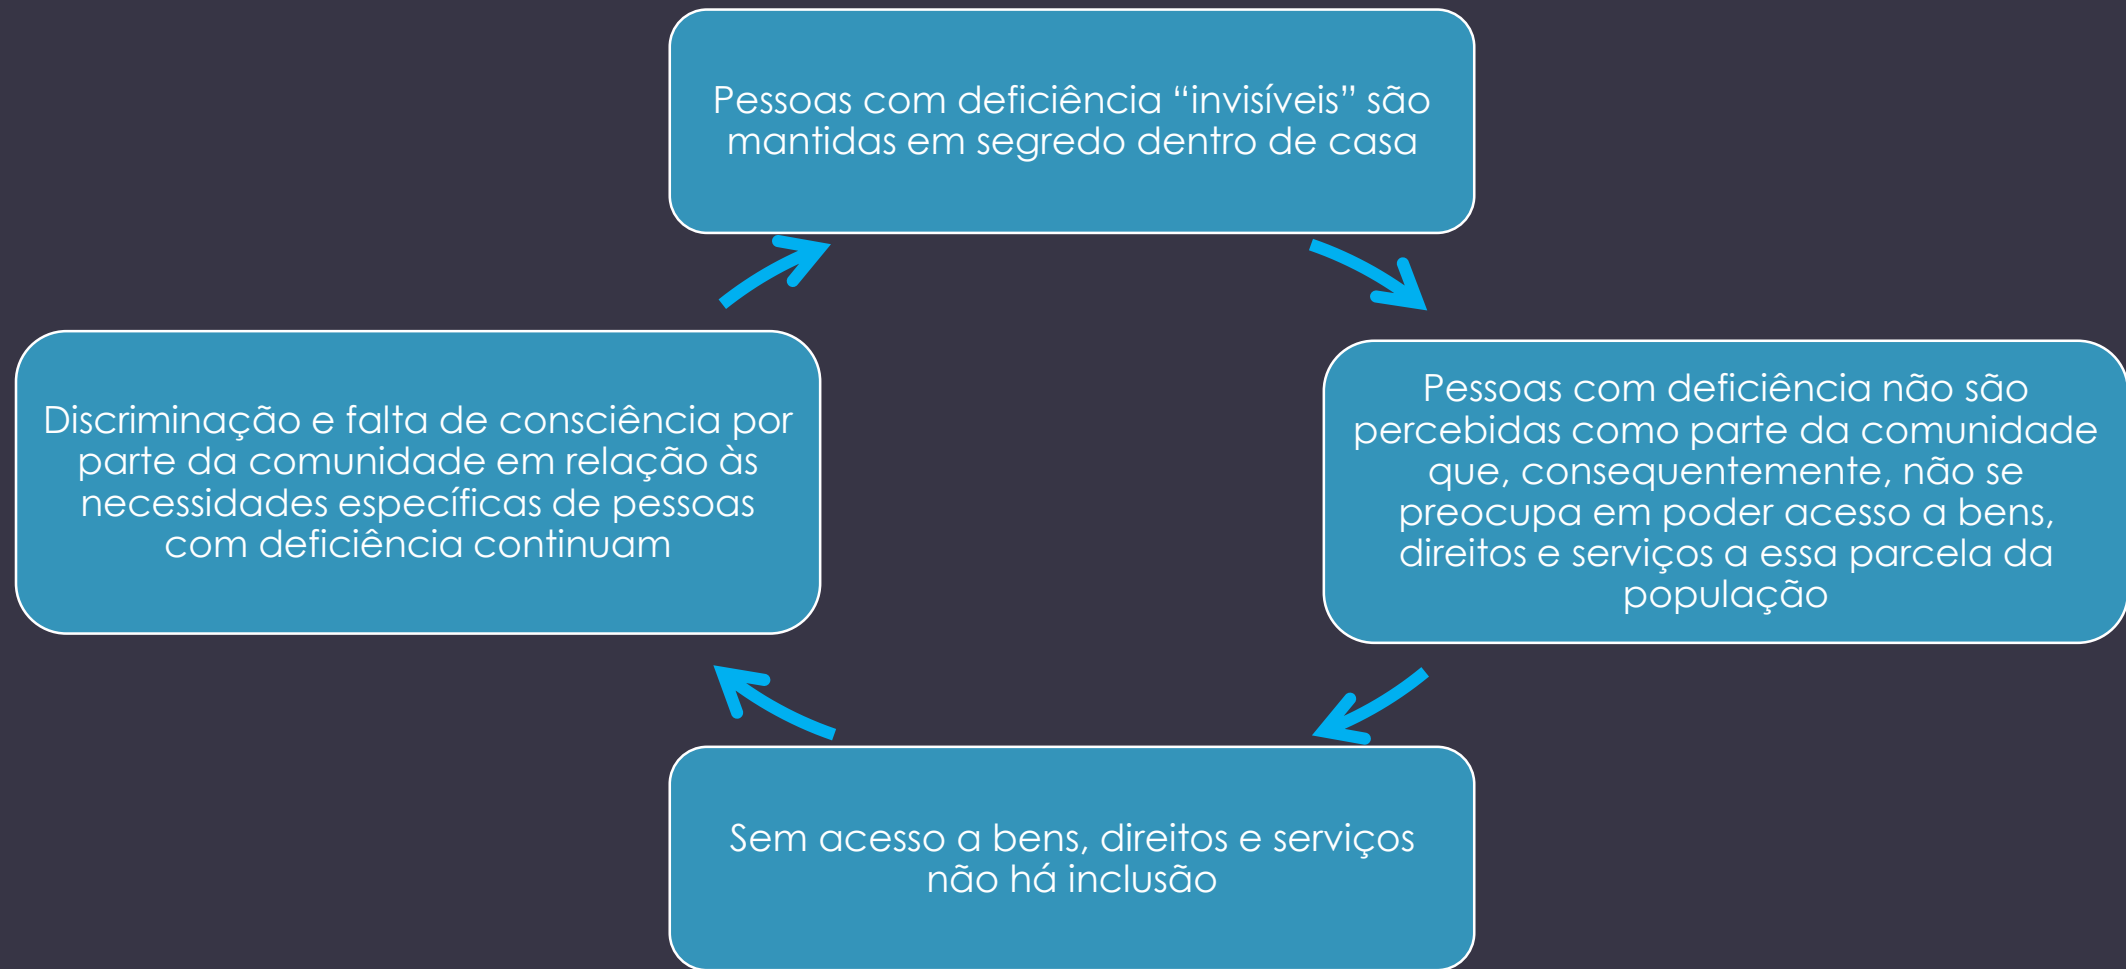 Pessoas com deficiência “invisíveis” são
mantidas em segredo dentro de casa
Pessoas com deficiência não são
percebidas como parte da comunidade
que, consequentemente, não se
preocupa em poder acesso a bens,
direitos e serviços a essa parcela da
população
Sem acesso a bens, direitos e serviços
não há inclusão
Discriminação e falta de consciência por
parte da comunidade em relação às
necessidades específicas de pessoas
com deficiência continuam